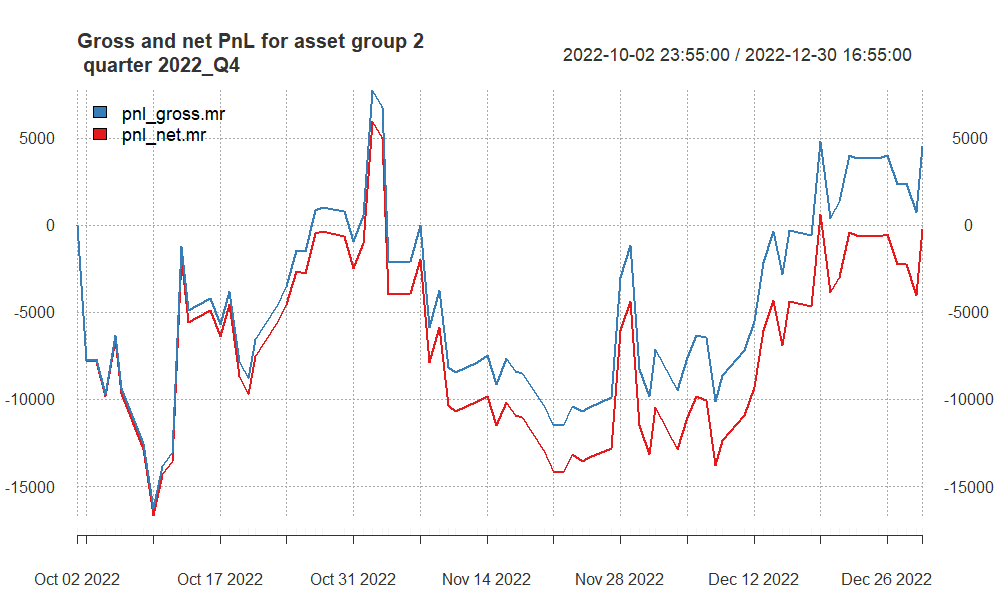 Gross and net PnL for asset group 2
quarter 2022_Q4
2022-10-02 23:55:00 / 2022-12-30 16:55:00
pnl_gross.mr
pnl_net.mr
5000 5000
0 0
-5000 -5000
-10000 -10000
-15000 -15000
Oct 02 2022 Oct 17 2022 Oct 31 2022 Nov 14 2022 Nov 28 2022 Dec 12 2022 Dec 26 2022